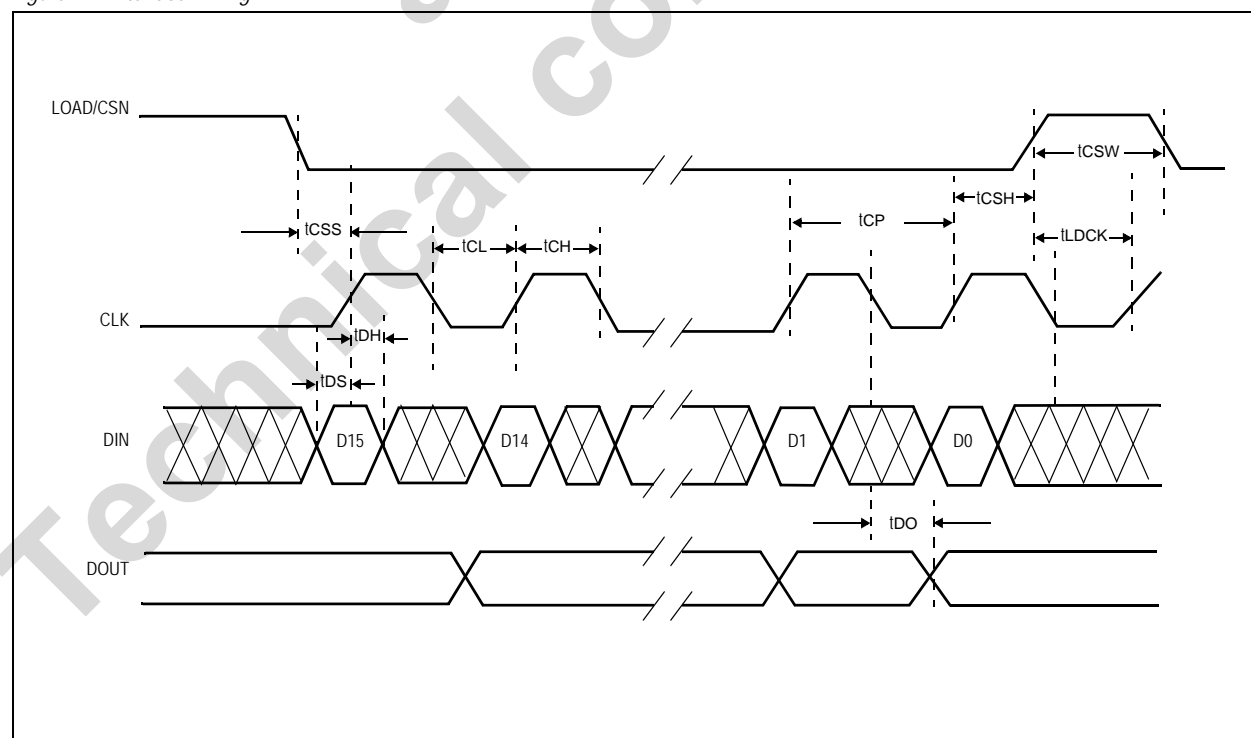 LOAD/CSN
tCSW
tCSH
tCP
tCSS
tCL
tCH
tLDCK
CLK
tDH
tDS
DIN
D15
D14
D1
D0
tDO
DOUT
Technical co